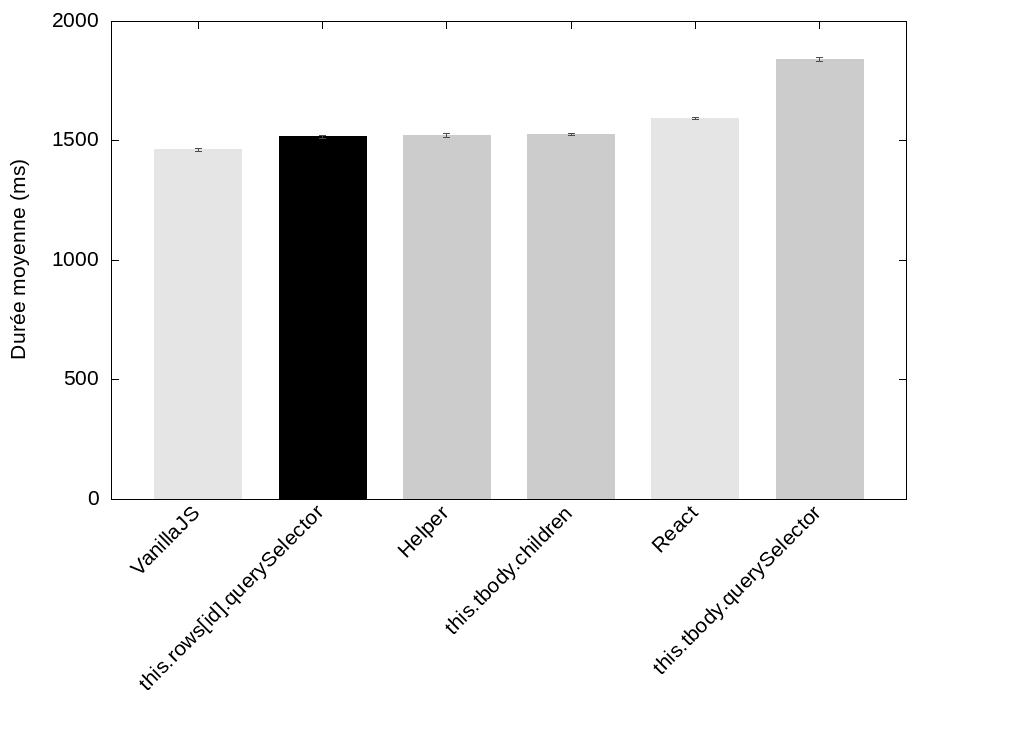 2000
1500
1000
500
0
Durée moyenne (ms)
VanillaJS
this.rows[id].querySelector
Helper
this.tbody.children
React
this.tbody.querySelector